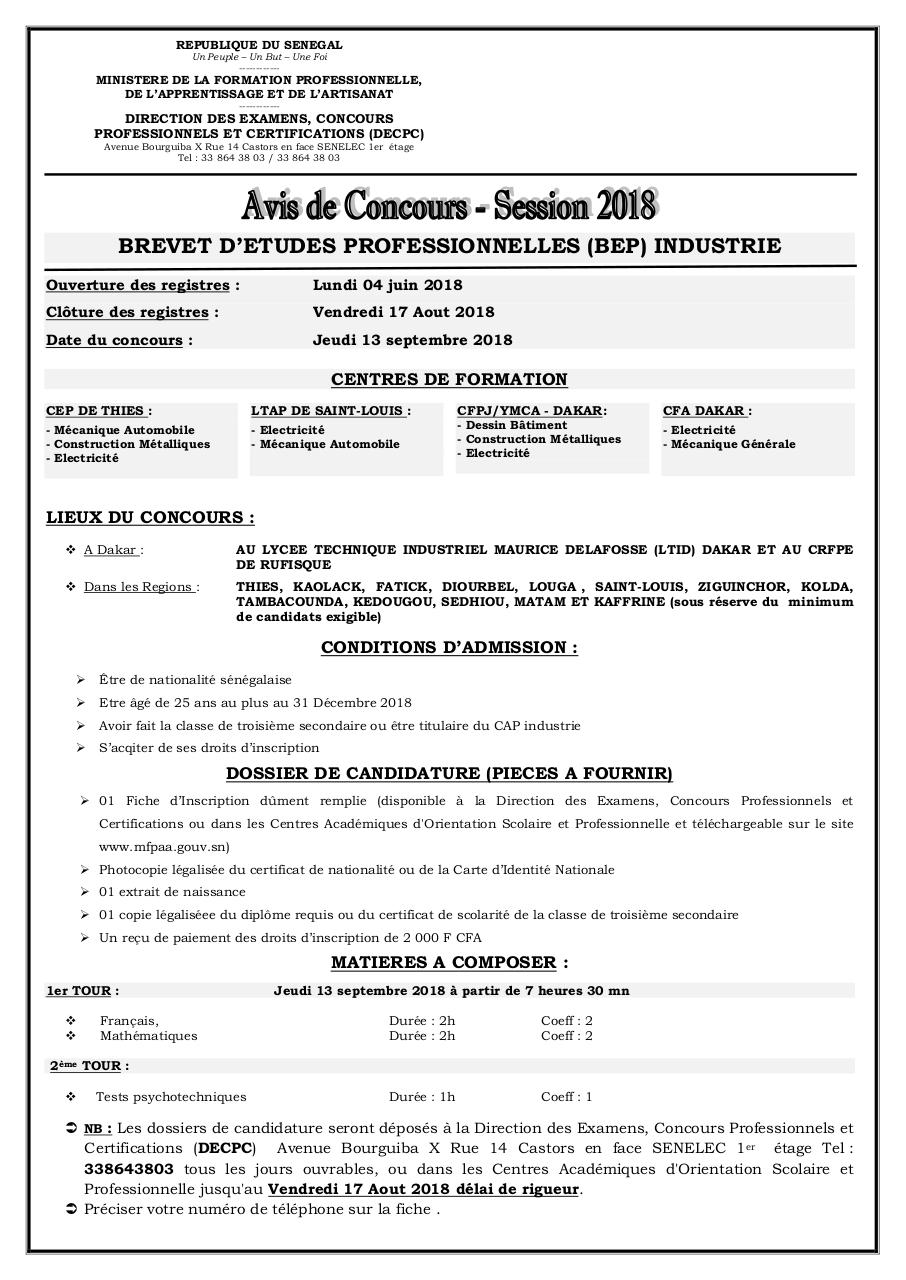 REPUBLIQUE DU SENEGAL
Un Peuple – Un But – Une Foi
------------
MINISTERE DE LA FORMATION PROFESSIONNELLE,
DE L’APPRENTISSAGE ET DE L’ARTISANAT
------------
DIRECTION DES EXAMENS, CONCOURS
PROFESSIONNELS ET CERTIFICATIONS (DECPC)
Avenue Bourguiba X Rue 14 Castors en face SENELEC 1er étage
Tel : 33 864 38 03 / 33 864 38 03
Avis de Concours - Session 2018
BREVET D’ETUDES PROFESSIONNELLES (BEP) INDUSTRIE
Ouverture des registres : Lundi 04 juin 2018
Clôture des registres : Vendredi 17 Aout 2018
Date du concours : Jeudi 13 septembre 2018
CENTRES DE FORMATION
CEP DE THIES :
- Mécanique Automobile
- Construction Métalliques
- Electricité
LTAP DE SAINT-LOUIS :
- Electricité
- Mécanique Automobile
CFPJ/YMCA - DAKAR:
- Dessin Bâtiment
- Construction Métalliques
- Electricité
CFA DAKAR :
- Electricité
- Mécanique Générale
LIEUX DU CONCOURS :
❖ A Dakar : AU LYCEE TECHNIQUE INDUSTRIEL MAURICE DELAFOSSE (LTID) DAKAR ET AU CRFPE
DE RUFISQUE
❖ Dans les Regions : THIES, KAOLACK, FATICK, DIOURBEL, LOUGA , SAINT-LOUIS, ZIGUINCHOR, KOLDA,
TAMBACOUNDA, KEDOUGOU, SEDHIOU, MATAM ET KAFFRINE (sous réserve du minimum
de candidats exigible)
CONDITIONS D’ADMISSION :
➢ Être de nationalité sénégalaise
➢ Etre âgé de 25 ans au plus au 31 Décembre 2018
➢ Avoir fait la classe de troisième secondaire ou être titulaire du CAP industrie
➢ S’acqiter de ses droits d’inscription
DOSSIER DE CANDIDATURE (PIECES A FOURNIR)
➢ 01 Fiche d’Inscription dûment remplie (disponible à la Direction des Examens, Concours Professionnels et
Certifications ou dans les Centres Académiques d'Orientation Scolaire et Professionnelle et téléchargeable sur le site
www.mfpaa.gouv.sn)
➢ Photocopie légalisée du certificat de nationalité ou de la Carte d’Identité Nationale
➢ 01 extrait de naissance
➢ 01 copie légaliséee du diplôme requis ou du certificat de scolarité de la classe de troisième secondaire
➢ Un reçu de paiement des droits d’inscription de 2 000 F CFA
MATIERES A COMPOSER :
1er TOUR : Jeudi 13 septembre 2018 à partir de 7 heures 30 mn
❖ Français, Durée : 2h Coeff : 2
❖ Mathématiques Durée : 2h Coeff : 2
2ème TOUR :
❖ Tests psychotechniques Durée : 1h Coeff : 1
➲ NB : Les dossiers de candidature seront déposés à la Direction des Examens, Concours Professionnels et
Certifications (DECPC) Avenue Bourguiba X Rue 14 Castors en face SENELEC 1er étage Tel :
338643803 tous les jours ouvrables, ou dans les Centres Académiques d'Orientation Scolaire et
Professionnelle jusqu'au Vendredi 17 Aout 2018 délai de rigueur.
➲ Préciser votre numéro de téléphone sur la fiche .